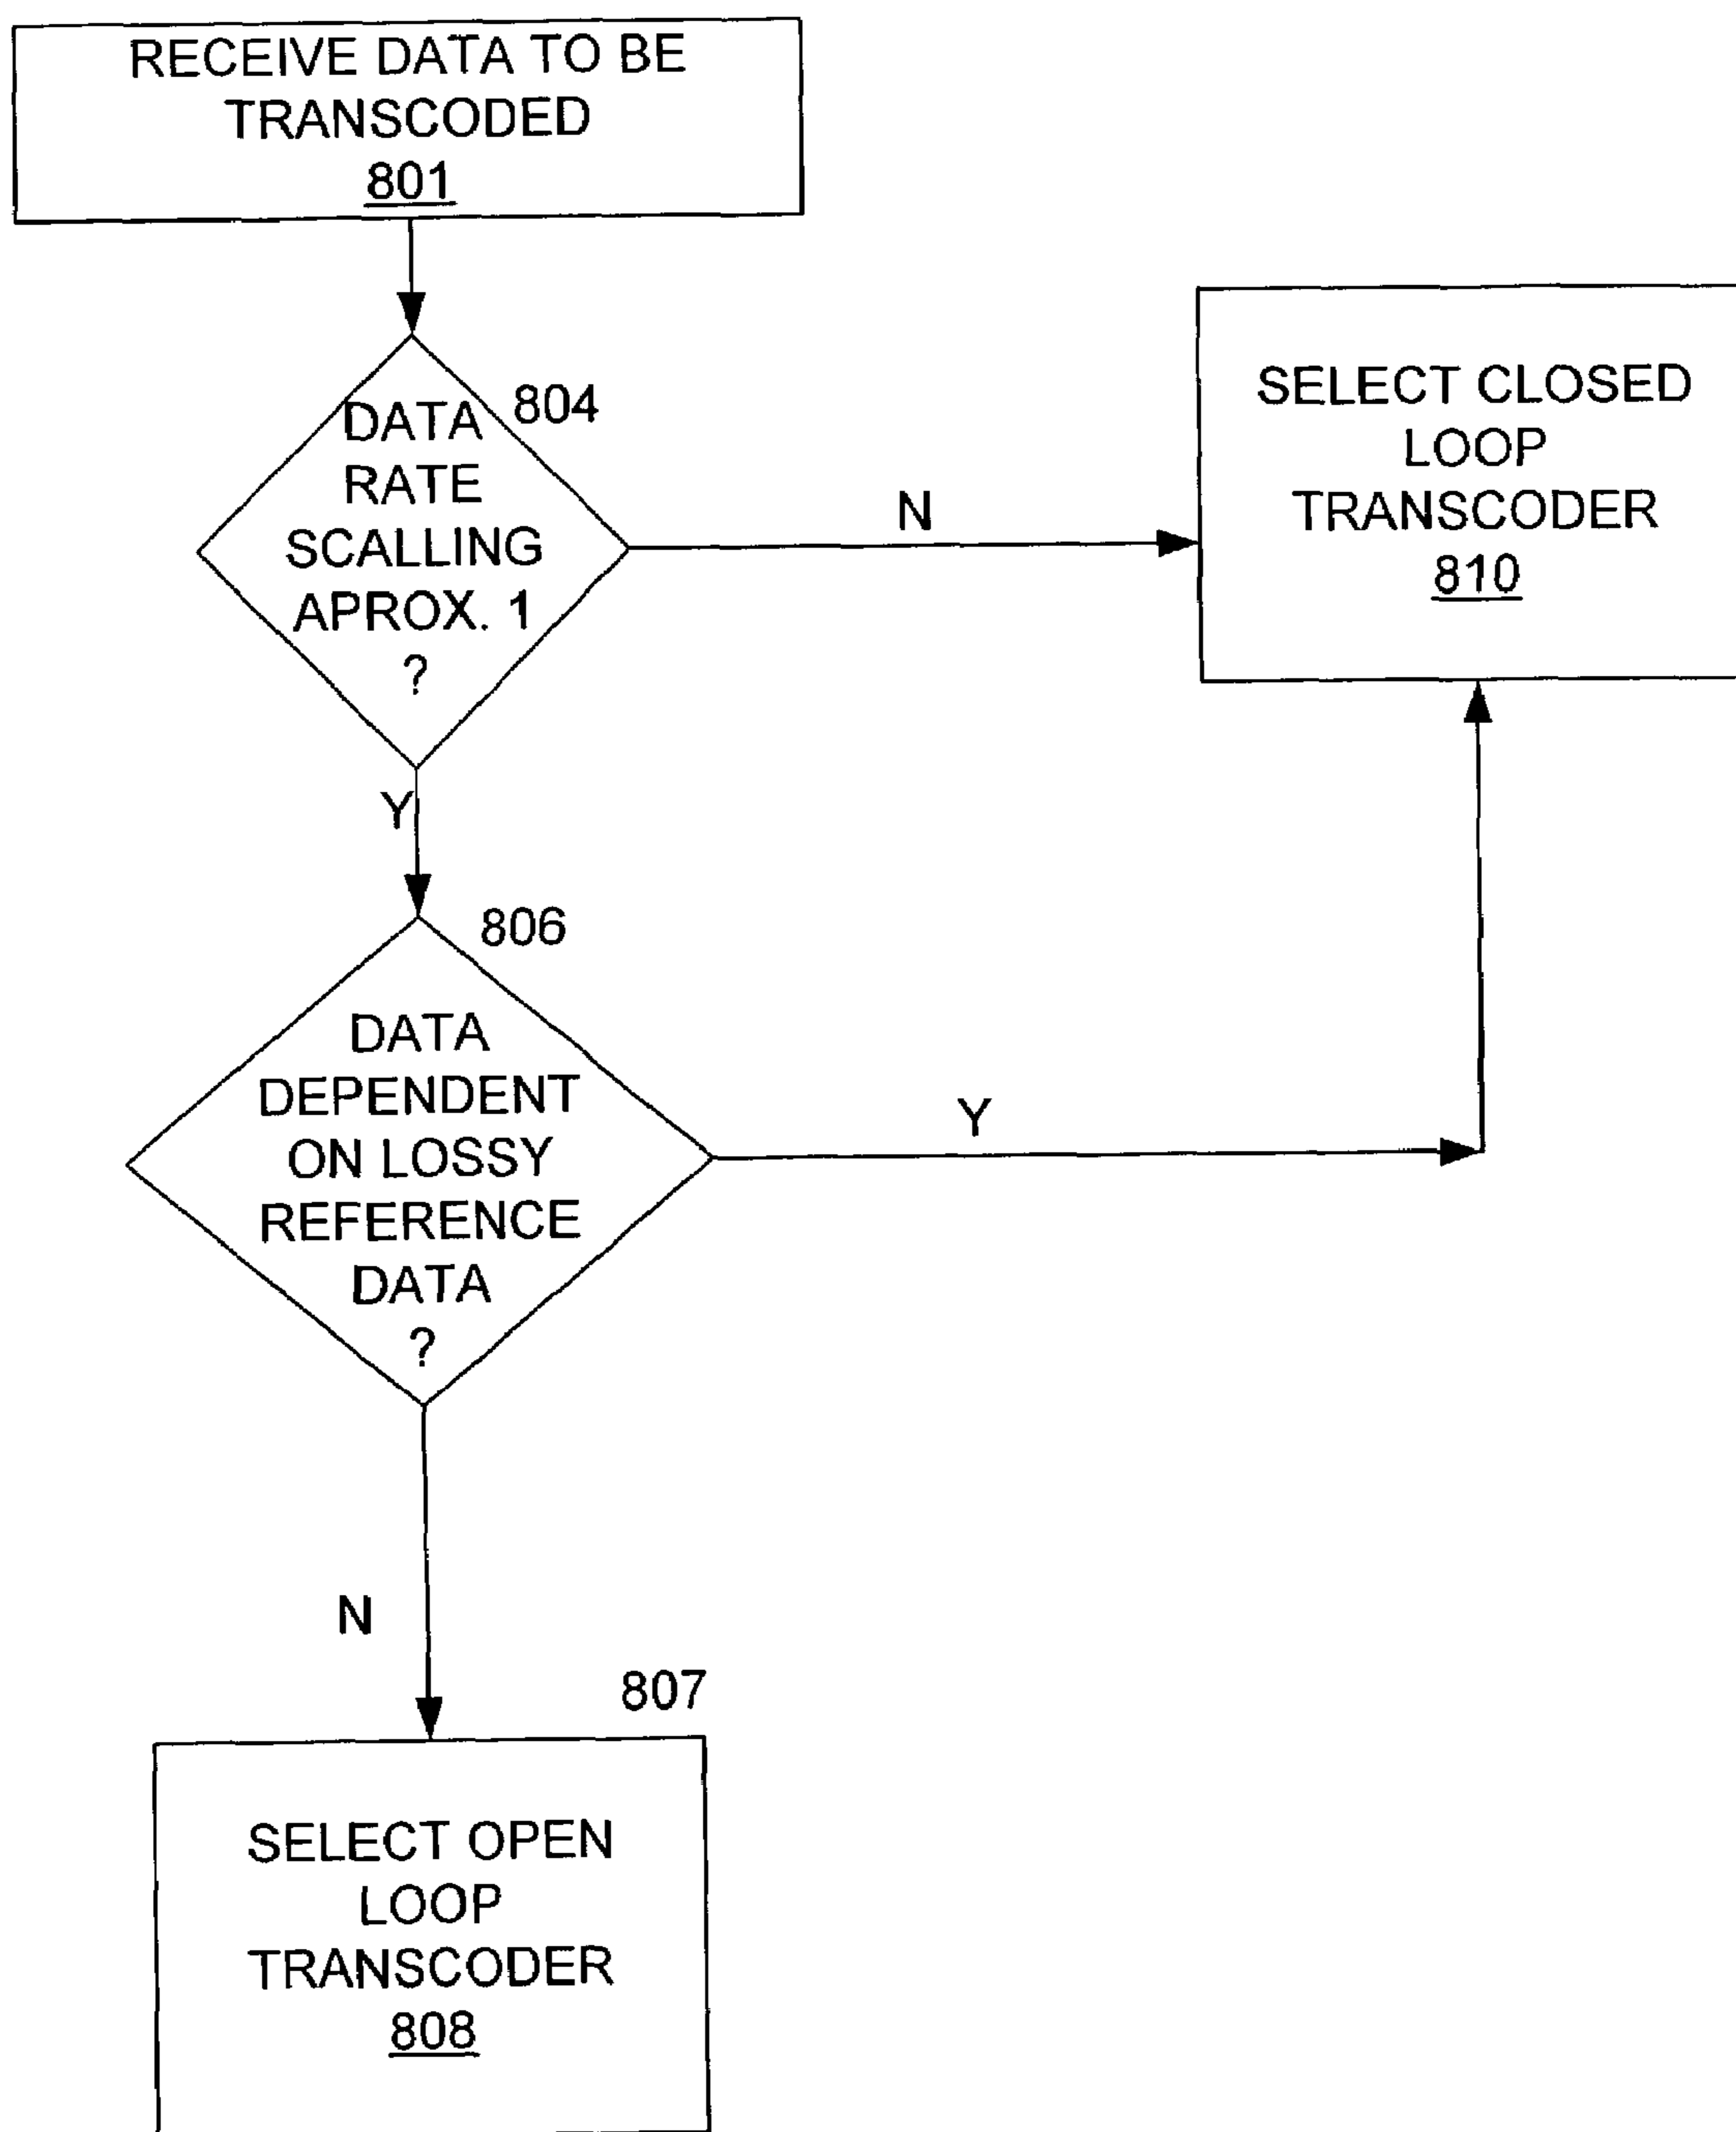 RECEIVE DATA TO BE
TRANSCODED
801
804
DATA
RATE
SCALLING
APROX. 1
?
N
SELECT CLOSED
LOOP
TRANSCODER
810
Y
806
DATA
DEPENDENT
ON LOSSY
REFERENCE
DATA
?
Y
N
807
SELECT OPEN
LOOP
TRANSCODER
808